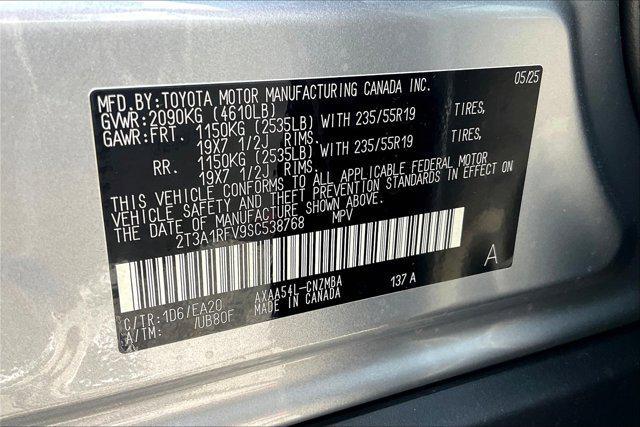 MFD.BY:TOYOTA MOTOR MANUFACTURING CANADA INC. 05/25
GVWR:2090KG (4610LB)
GAWR:FRT. 1150KG (2535LB) WITH 235/55R19 TIRES,
19X7 1/2J RIMS.
RR. 1150KG (2535LB) WITH 235/55R19 TIRES,
19X7 1/2J RIMS.
THIS VEHICLE CONFORMS TO ALL APPLICABLE FEDERAL MOTOR
VEHICLE SAFETY AND THEFT PREVENTION STANDARDS IN EFFECT ON
THE DATE OF MANUFACTURE SHOWN ABOVE.
2T3A1RFV9SC538768 MPV
A
C/TR:1D6/EA20 AXAA54L-CNZMBA 137 A
A/TM: /UB80F MADE IN CANADA